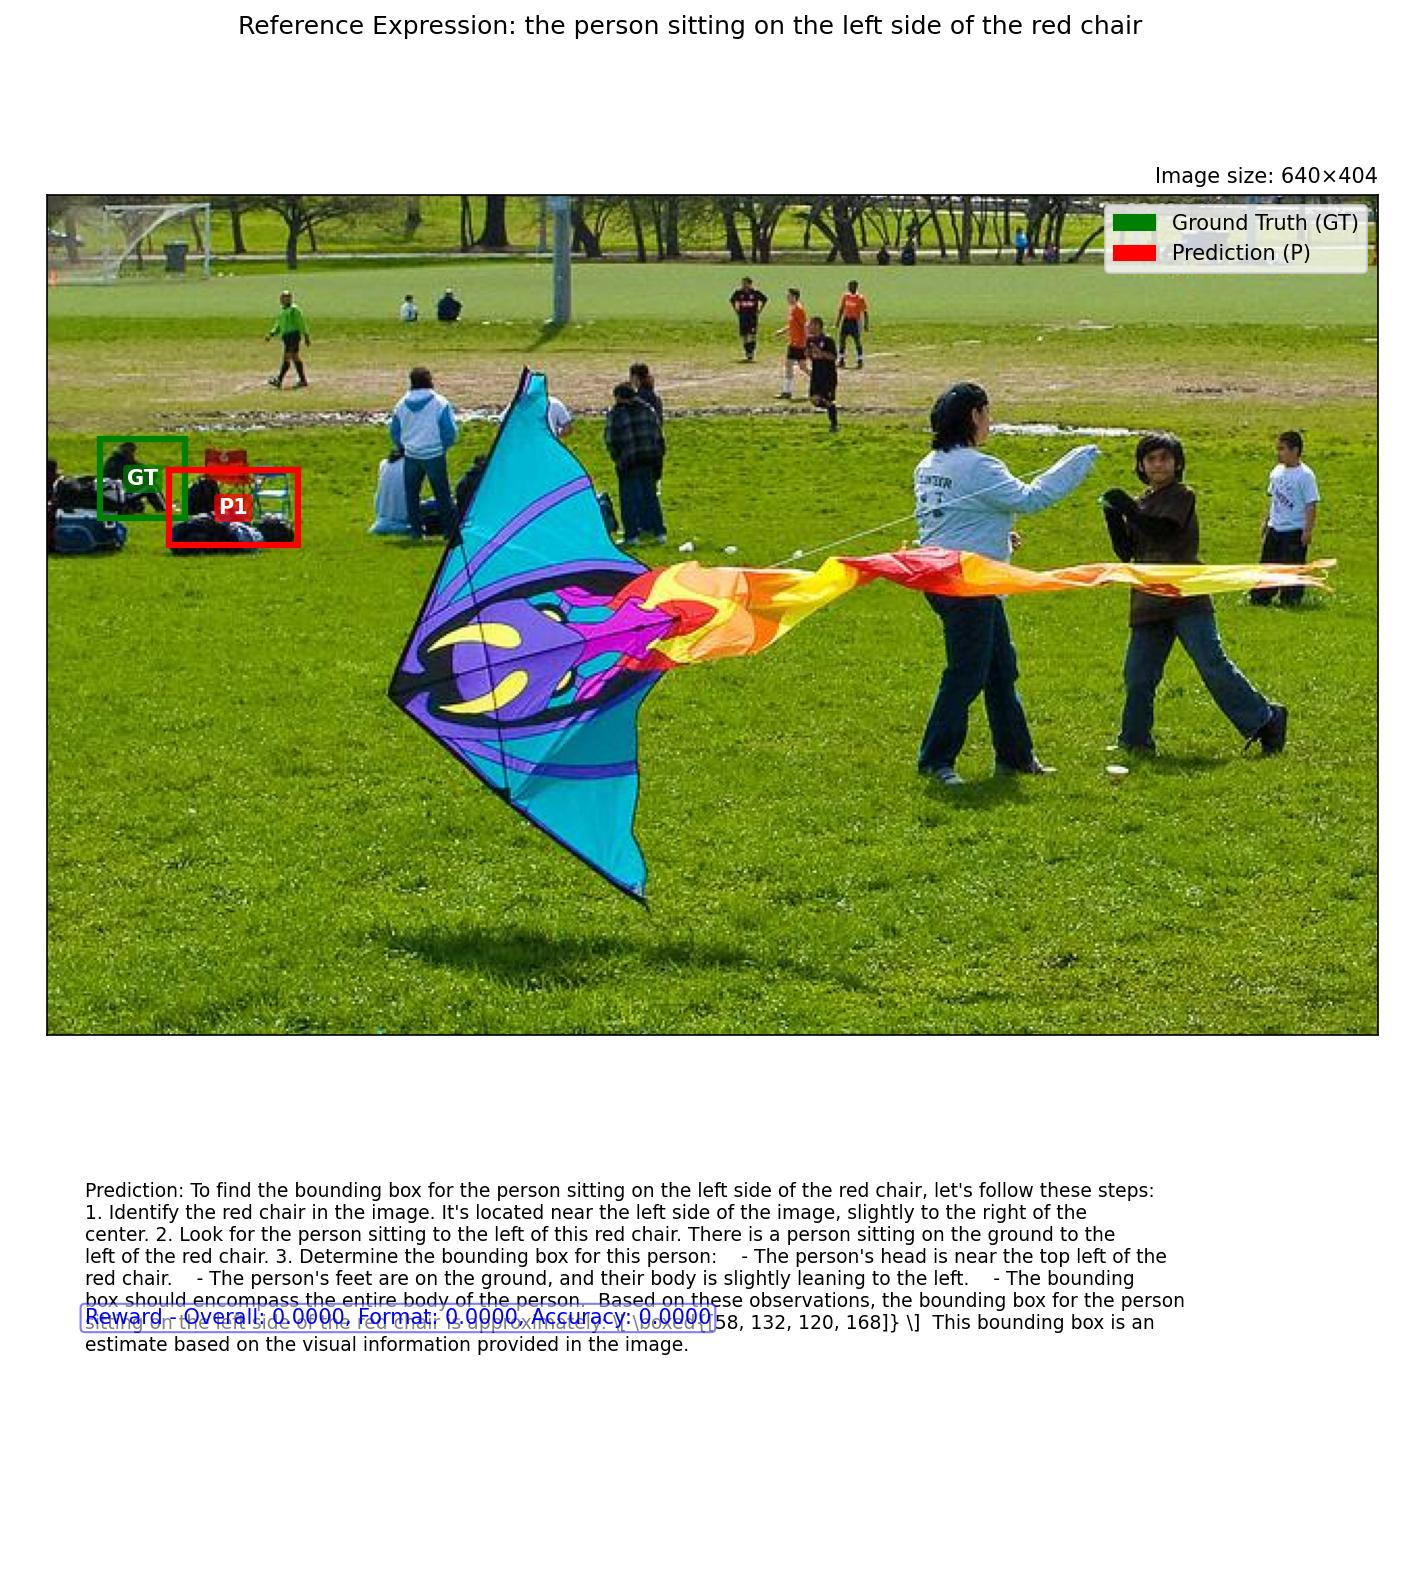 Reference Expression: the person sitting on the left side of the red chair
Image size: 640×404
Ground Truth (GT)
Prediction (P)
GT
P1
Prediction: To find the bounding box for the person sitting on the left side of the red chair, let's follow these steps:
1. Identify the red chair in the image. It's located near the left side of the image, slightly to the right of the
center. 2. Look for the person sitting to the left of this red chair. There is a person sitting on the ground to the
left of the red chair. 3. Determine the bounding box for this person:    - The person's head is near the top left of the
red chair.    - The person's feet are on the ground, and their body is slightly leaning to the left.    - The bounding
box should encompass the entire body of the person.  Based on these observations, the bounding box for the person
Reward - Overall: 0.0000, Format: 0.0000, Accuracy: 0.0000
sitting on the left side of the red chair is approximately: \[ \boxed{[58, 132, 120, 168]} \]  This bounding box is an
estimate based on the visual information provided in the image.